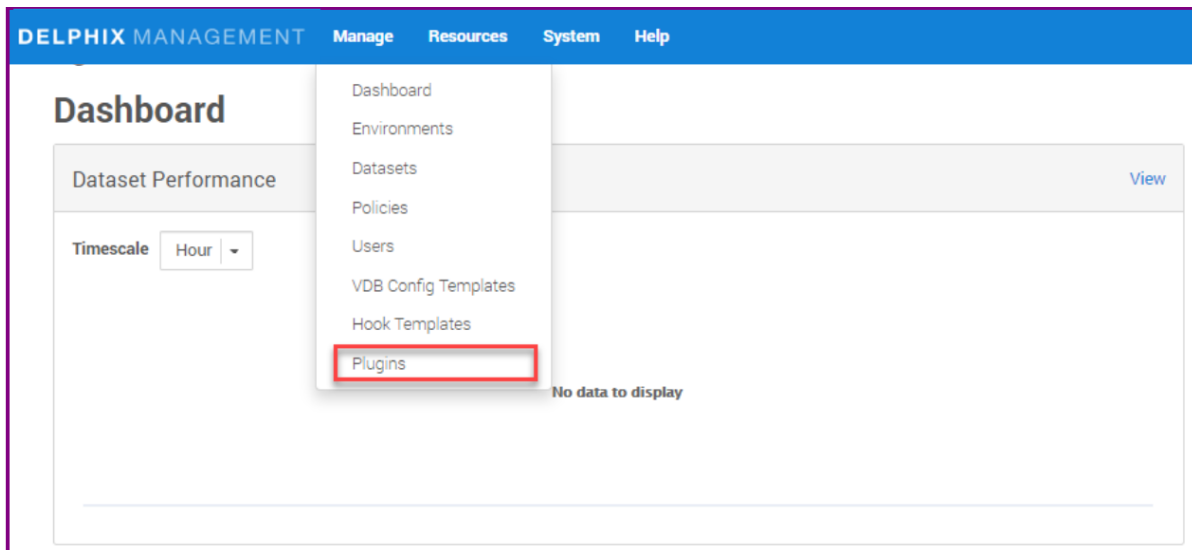 DELPHIX MANAGEMENT Manage Resources System Help
Dashboard
Environments
Datasets
Policies
Users
VDB Config Templates
Hook Templates
Plugins
Dashboard
Dataset Performance View
Timescale Hour
No data to display